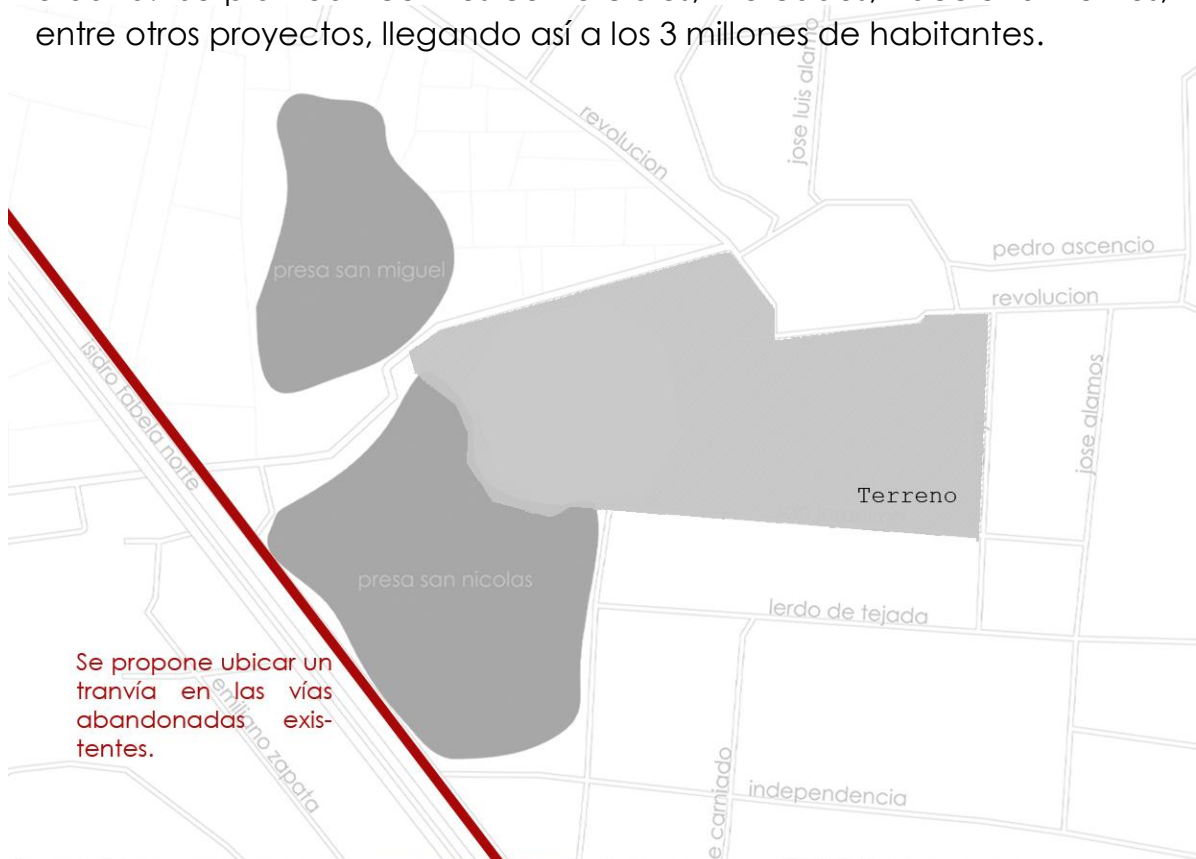 entre otros proyectos, llegando así a los 3 millones de habitantes.
jose luis alamo
revolucion
pedro ascencio
presa san miguel
revolucion
isidro fabela norte
jose alamos
Terreno
presa san nicolas
lerdo de tejada
Se propone ubicar un
tranvía en las vías
abandonadas exis-
tentes.
emiliano zapata
independencia
e carniado